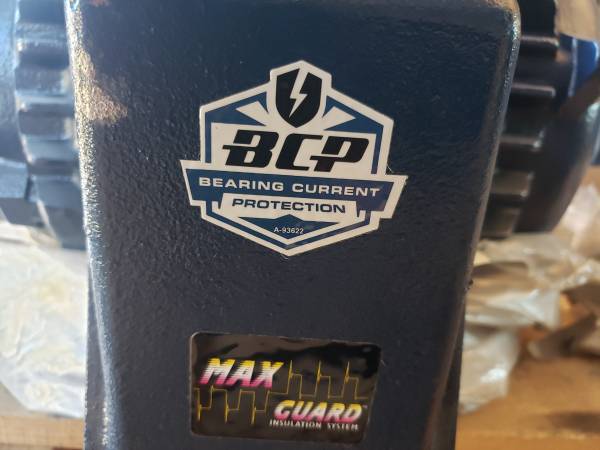 BCP
BEARING CURRENT
PROTECTION
A-93622
MAX
GUARD
INSULATION SYSTEM